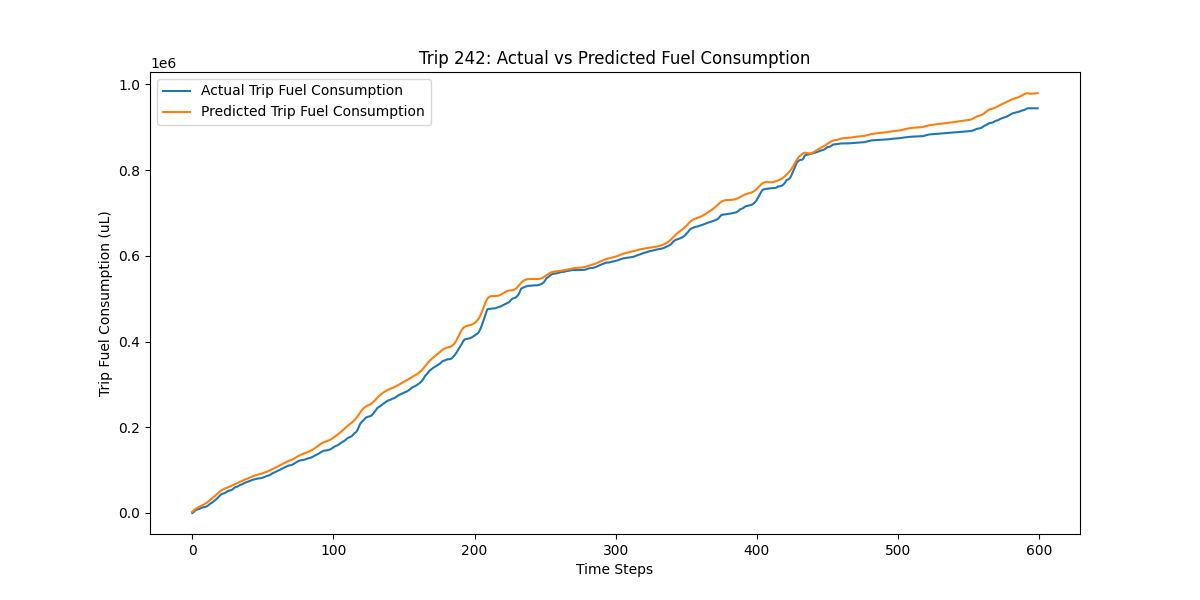 Trip 242: Actual vs Predicted Fuel Consumption
1e6
Actual Trip Fuel Consumption
Predicted Trip Fuel Consumption
1.0
0.8
0.6
0.4
0.2
0.0
Trip Fuel Consumption (uL)
0 100 200 300 400 500 600
Time Steps